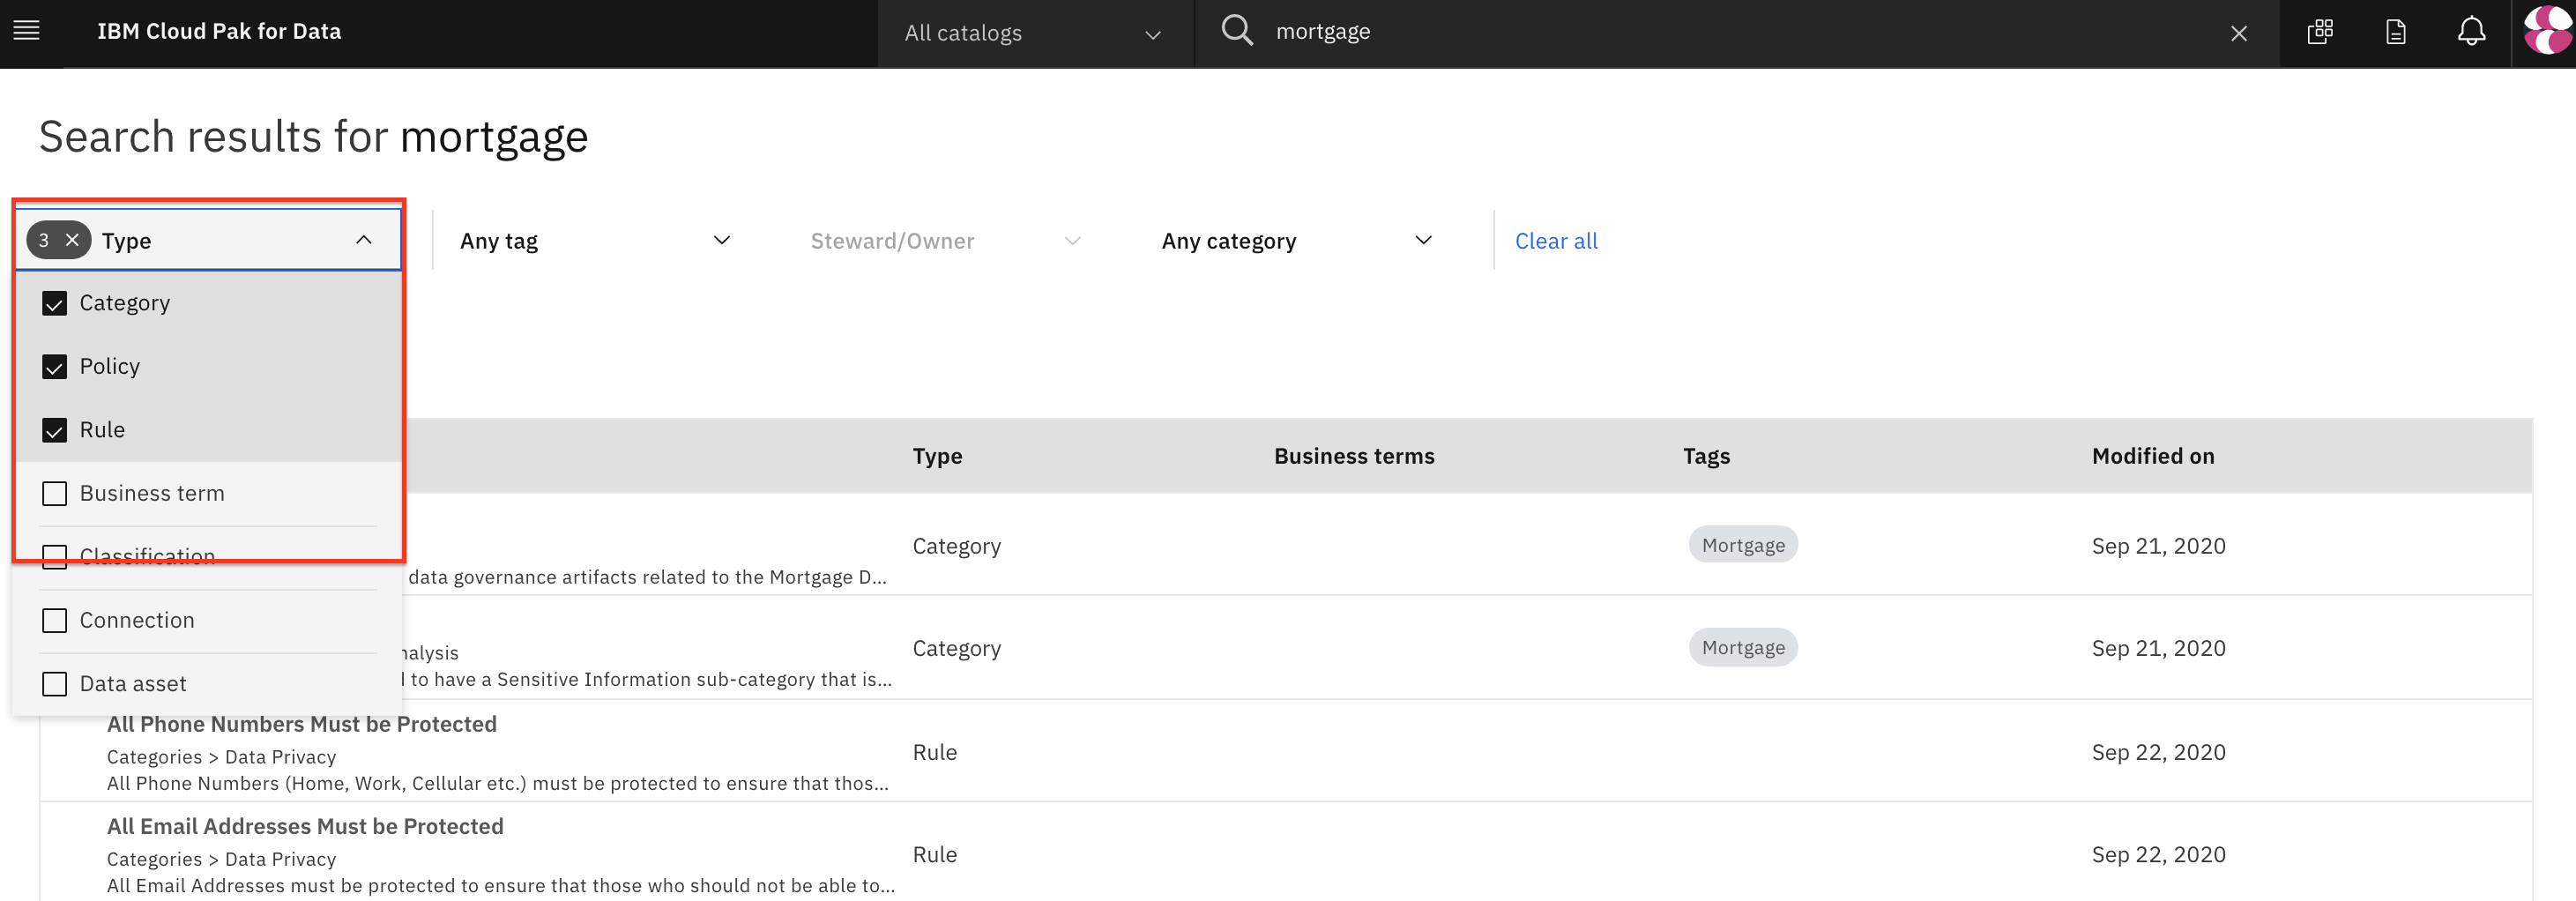 IBM Cloud Pak for Data
All catalogs
mortgage
Search results for mortgage
3 Type
Any tag
Steward/Owner
Any category
Clear all
Category
Policy
Rule
Business term
Classification
Connection
Data asset
Type Business terms Tags Modified on
Category Mortgage Sep 21, 2020
data governance artifacts related to the Mortgage D...
Category Mortgage Sep 21, 2020
to have a Sensitive Information sub-category that is...
All Phone Numbers Must be Protected
Categories > Data Privacy
All Phone Numbers (Home, Work, Cellular etc.) must be protected to ensure that thos...
Rule Sep 22, 2020
All Email Addresses Must be Protected
Categories > Data Privacy
All Email Addresses must be protected to ensure that those who should not be able to...
Rule Sep 22, 2020